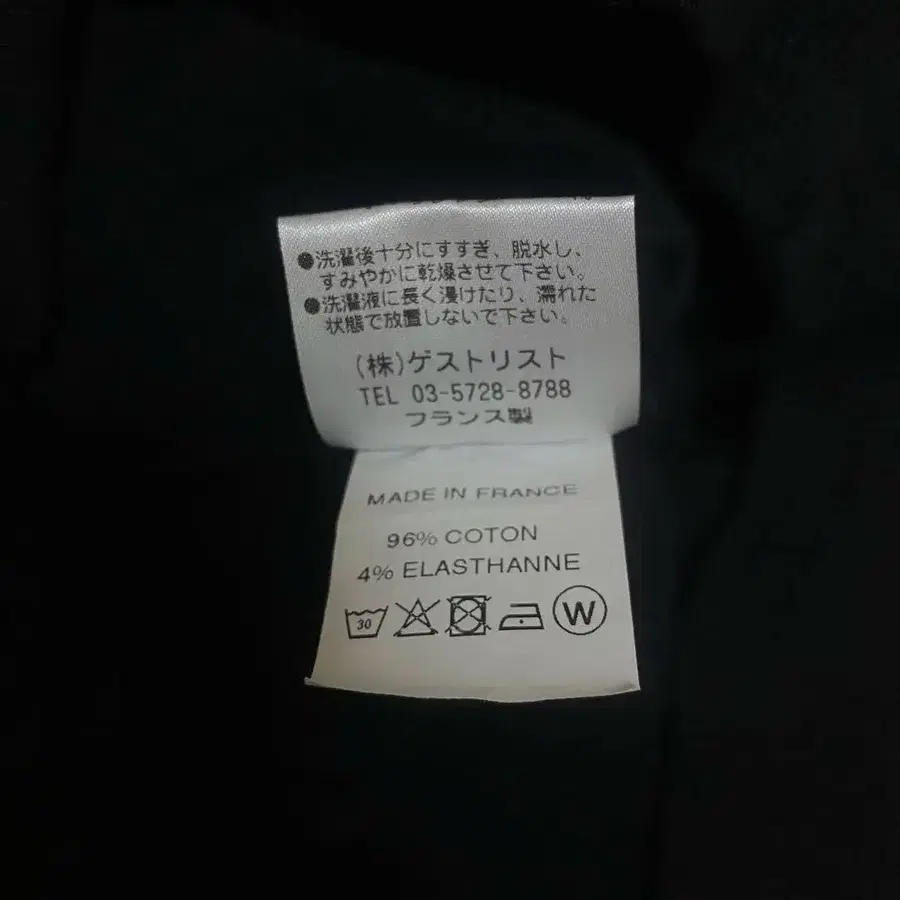 ●洗濯後十分にすすぎ、脱水し、
すみやかに乾燥させて下さい。
●洗濯液に長く浸けたり、濡れた
状態で放置しないで下さい。
(株)ゲストリスト
TEL 03-5728-8788
フランス製
MADE IN FRANCE
96% COTON
4% ELASTHANNE
30
W